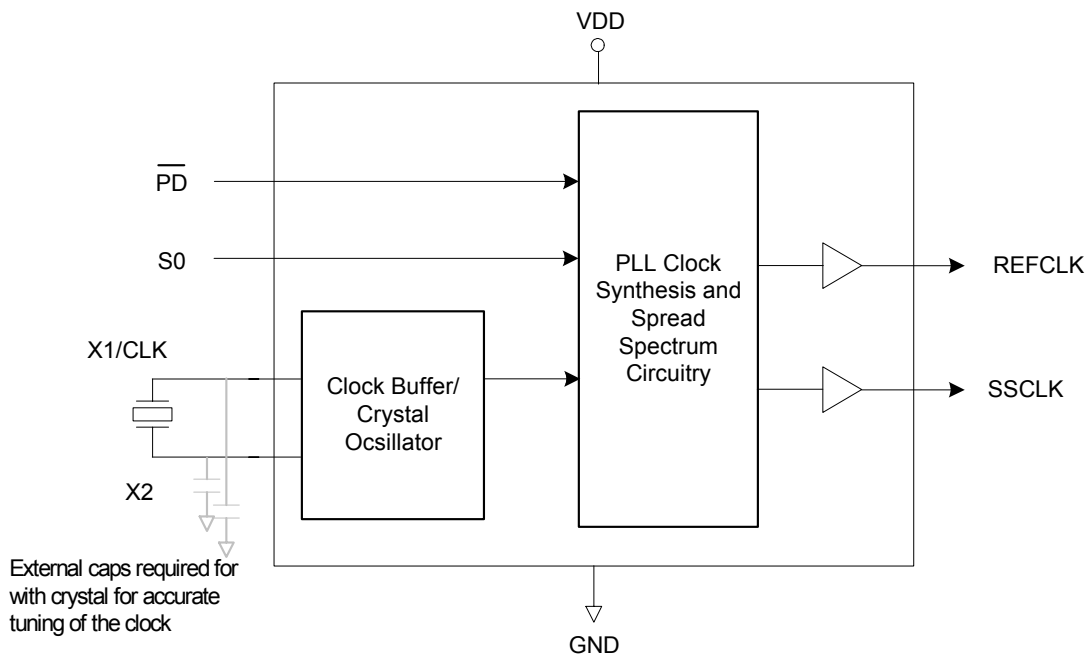 VDD
PD
S0
X1/CLK
X2
Clock Buffer/
Crystal
Ocsillator
PLL Clock
Synthesis and
Spread
Spectrum
Circuitry
REFCLK
SSCLK
External caps required for
with crystal for accurate
tuning of the clock
GND